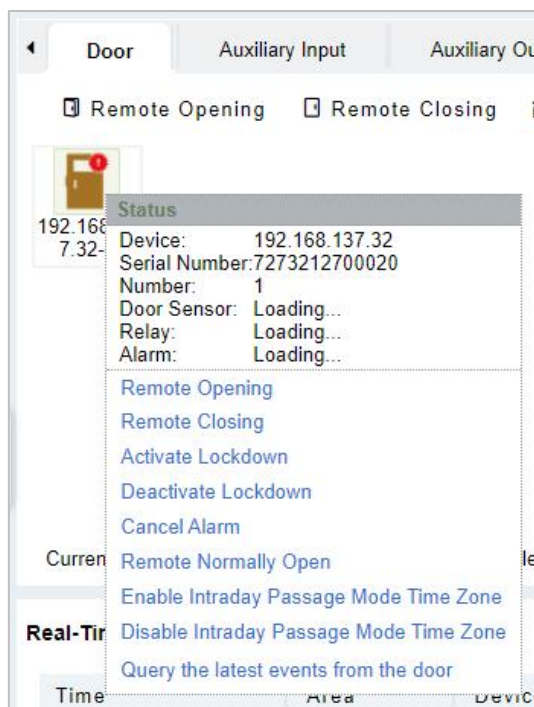 Door Auxiliary Input Auxiliary
Remote Opening Remote Closing
192.168
7.32-
Status
Device: 192.168.137.32
Serial Number:7273212700020
Number: 1
Door Sensor: Loading...
Relay: Loading...
Alarm: Loading...
Remote Opening
Remote Closing
Activate Lockdown
Deactivate Lockdown
Cancel Alarm
Curren
Remote Normally Open
Enable Intraday Passage Mode Time Zone
Real-Ti
Disable Intraday Passage Mode Time Zone
Query the latest events from the door
Time Area Devic